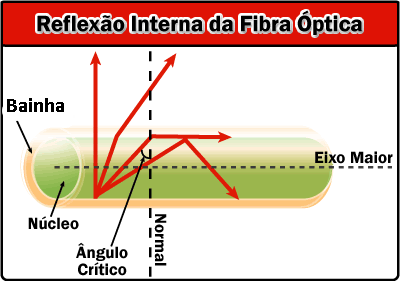 Reflexão Interna da Fibra Óptica
Bainha
Eixo Maior
Núcleo
Ângulo
Crítico
Normal